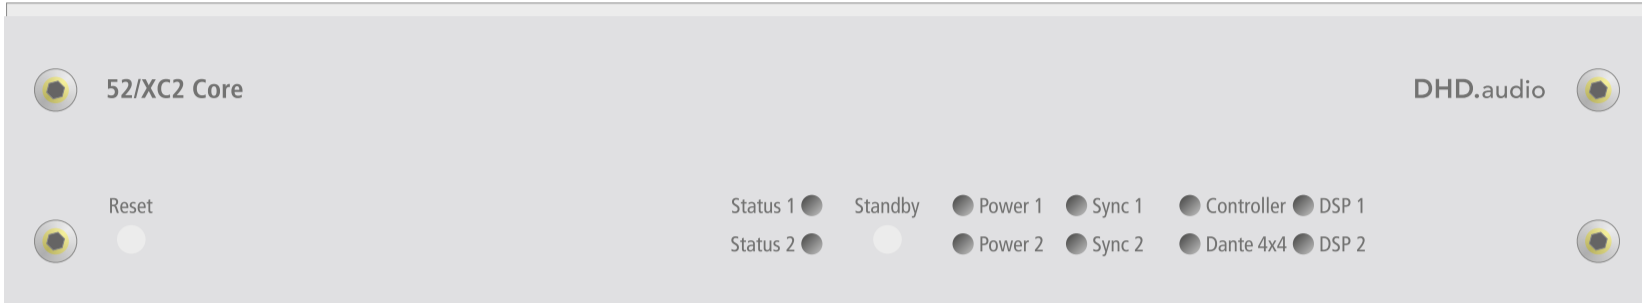 52/XC2 Core
DHD.audio
Reset
Status 1 Standby Power 1 Sync 1 Controller DSP 1
Status 2 Power 2 Sync 2 Dante 4x4 DSP 2